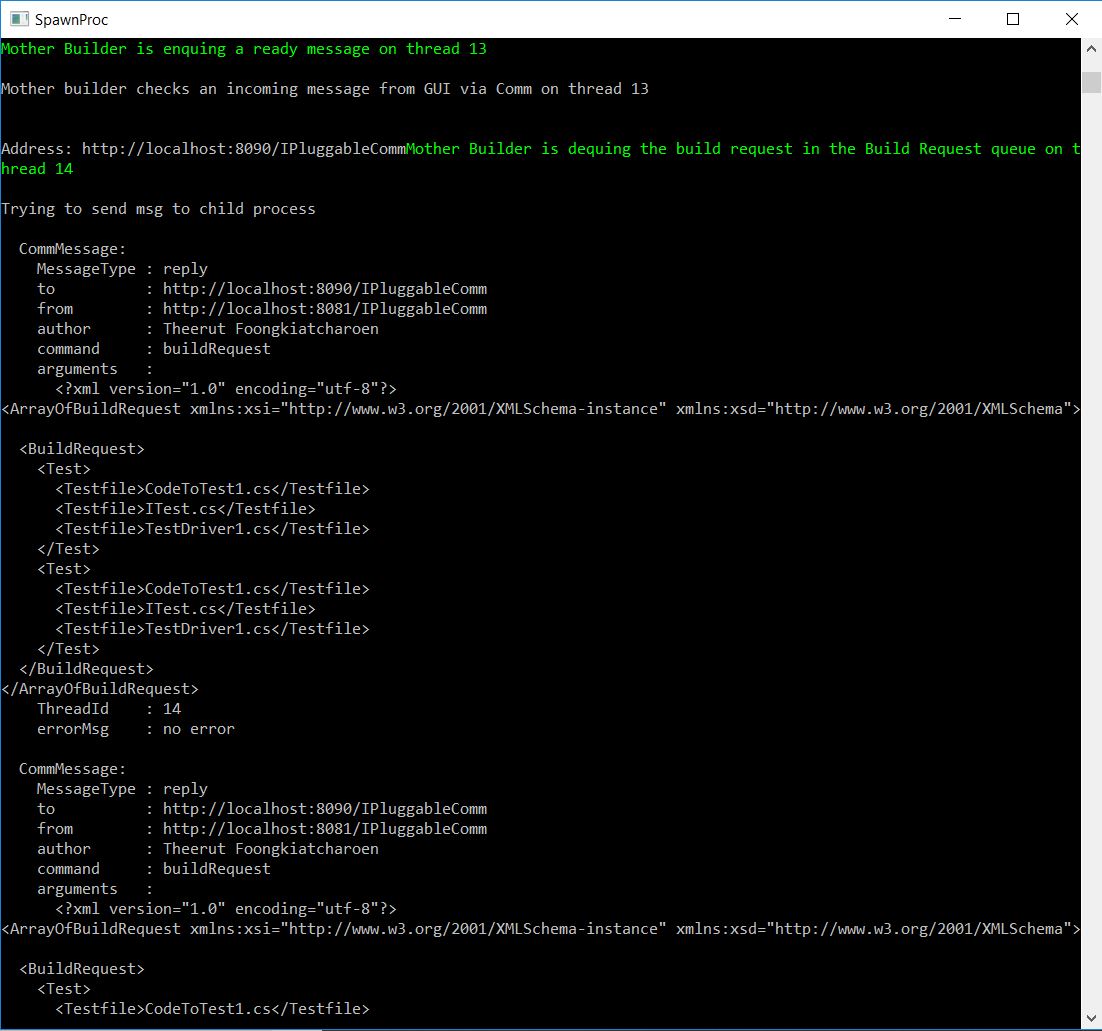 SpawnProc
Mother Builder is enquing a ready message on thread 13
Mother builder checks an incoming message from GUI via Comm on thread 13
Address: http://localhost:8090/IPluggableCommMother Builder is dequing the build request in the Build Request queue on t
hread 14
Trying to send msg to child process
CommMessage:
MessageType : reply
to : http://localhost:8090/IPluggableComm
from : http://localhost:8081/IPluggableComm
author : Theerut Foongkiatcharoen
command : buildRequest
arguments :
<?xml version="1.0" encoding="utf-8"?>
<ArrayOfBuildRequest xmlns:xsi="http://www.w3.org/2001/XMLSchema-instance" xmlns:xsd="http://www.w3.org/2001/XMLSchema">
<BuildRequest>
<Test>
<Testfile>CodeToTest1.cs</Testfile>
<Testfile>ITest.cs</Testfile>
<Testfile>TestDriver1.cs</Testfile>
</Test>
<Test>
<Testfile>CodeToTest1.cs</Testfile>
<Testfile>ITest.cs</Testfile>
<Testfile>TestDriver1.cs</Testfile>
</Test>
</BuildRequest>
</ArrayOfBuildRequest>
ThreadId : 14
errorMsg : no error
CommMessage:
MessageType : reply
to : http://localhost:8090/IPluggableComm
from : http://localhost:8081/IPluggableComm
author : Theerut Foongkiatcharoen
command : buildRequest
arguments :
<?xml version="1.0" encoding="utf-8"?>
<ArrayOfBuildRequest xmlns:xsi="http://www.w3.org/2001/XMLSchema-instance" xmlns:xsd="http://www.w3.org/2001/XMLSchema">
<BuildRequest>
<Test>
<Testfile>CodeToTest1.cs</Testfile>